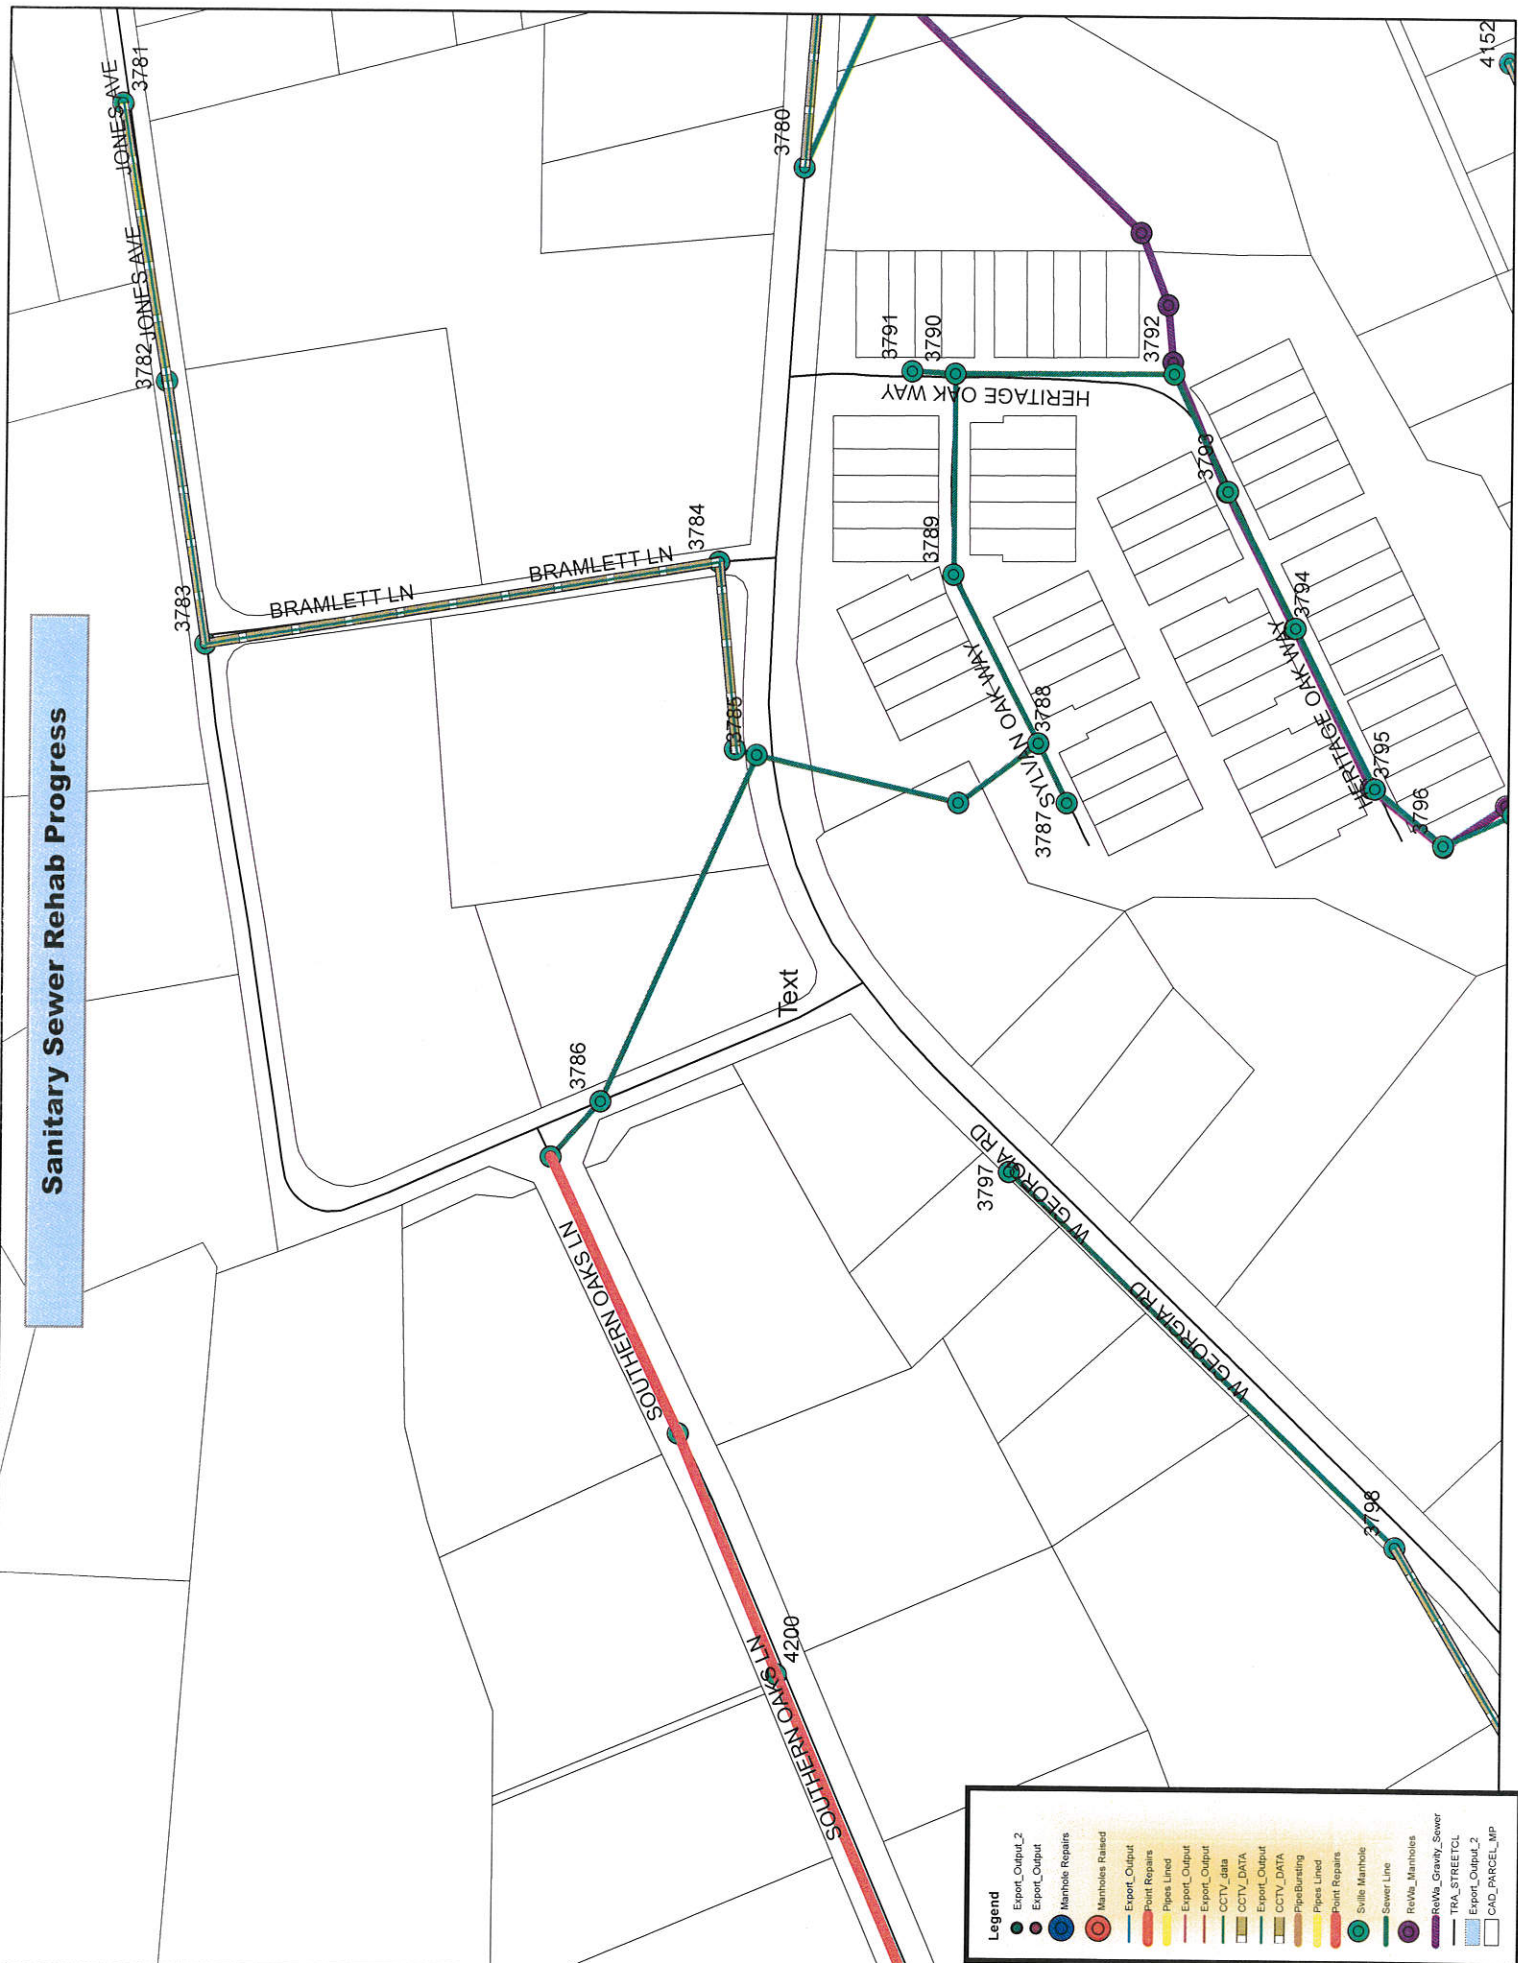 Sanitary Sewer Rehab Progress
JONES AVE
3781
JONES AVE
3782
3783
BRAMLETT LN
BRAMLETT LN
3784
3785
3780
4152
3791
3790
HERITAGE OAK WAY
3792
3793
3789
3794
HERITAGE OAK WAY
3795
3796
SYLVAN OAK WAY
3788
3787
Text
3786
SOUTHERN OAKS LN
W GEORGIA RD
3797
W GEORGIA RD
3798
4200
SOUTHERN OAKS LN
Legend
Export_Output_2
Export_Output
Manhole Repairs
Manholes Raised
Export_Output
Point Repairs
Pipes Lined
Export_Output
Export_Output
CCTV_data
CCTV_DATA
Export_Output
CCTV_DATA
PipeBursting
Pipes Lined
Point Repairs
Sville Manhole
Sewer Line
ReWa_Manholes
ReWa_Gravity_Sewer
TRA_STREETCL
Export_Output_2
CAD_PARCEL_MP